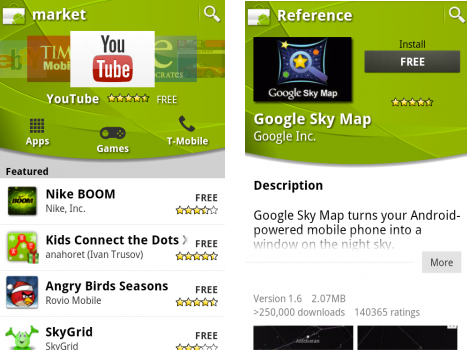 market
TIM
Mobi
You
Tube
e
CRATES
YouTube FREE
Apps
Games
T-Mobile
Featured
Nike BOOM
FREE
Nike, Inc.
BOOM
Kids Connect the Dots
FREE
anahoret (Ivan Trusov)
Angry Birds Seasons
FREE
Rovio Mobile
SkyGrid
FREE
SkyGrid
Reference
Install
FREE
Google Sky Map
Google Sky Map
Google Inc.
Description
Google Sky Map turns your Android-
powered mobile phone into a
window on the night sky.
More
Version 1.6 2.07MB
>250,000 downloads 140365 ratings